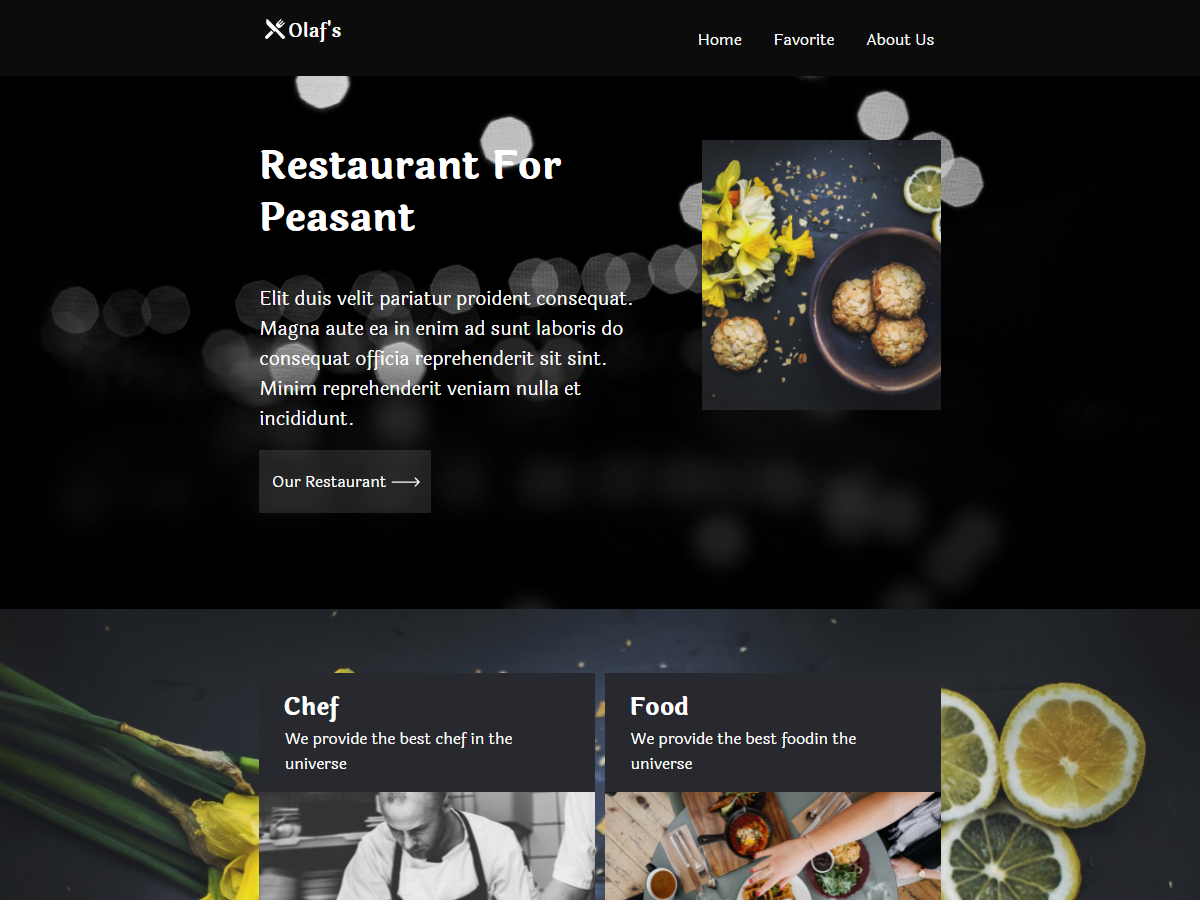 Olaf's
Home Favorite About Us
Restaurant For
Peasant
Elit duis velit pariatur proident consequat.
Magna aute ea in enim ad sunt laboris do
consequat officia reprehenderit sit sint.
Minim reprehenderit veniam nulla et
incididunt.
Our Restaurant ⟶
Chef
We provide the best chef in the
universe
Food
We provide the best foodin the
universe